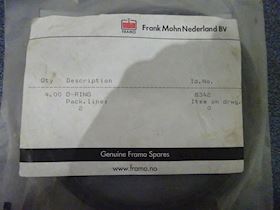 FRAMO
Frank Mohn Nederland BV
Qty Description Id.No.
4.00 O-RING 8342
Pack.liner Item on drwg.
2 0
Genuine Framo Spares
www.framo.no